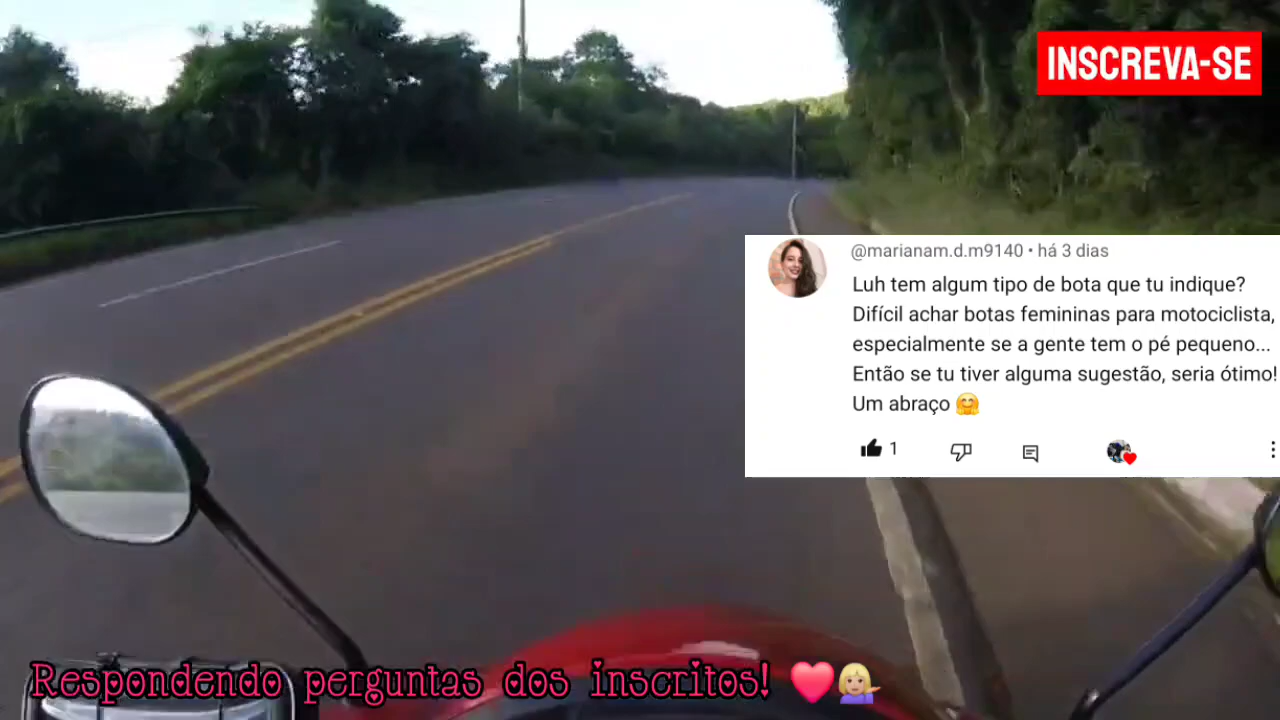 INSCREVA-SE
@marianam.d.m9140 • há 3 dias
Luh tem algum tipo de bota que tu indique?
Difícil achar botas femininas para motociclista,
especialmente se a gente tem o pé pequeno...
Então se tu tiver alguma sugestão, seria ótimo!
Um abraço 🤗
1
Respondendo perguntas dos inscritos! ❤️💁🏼‍♀️